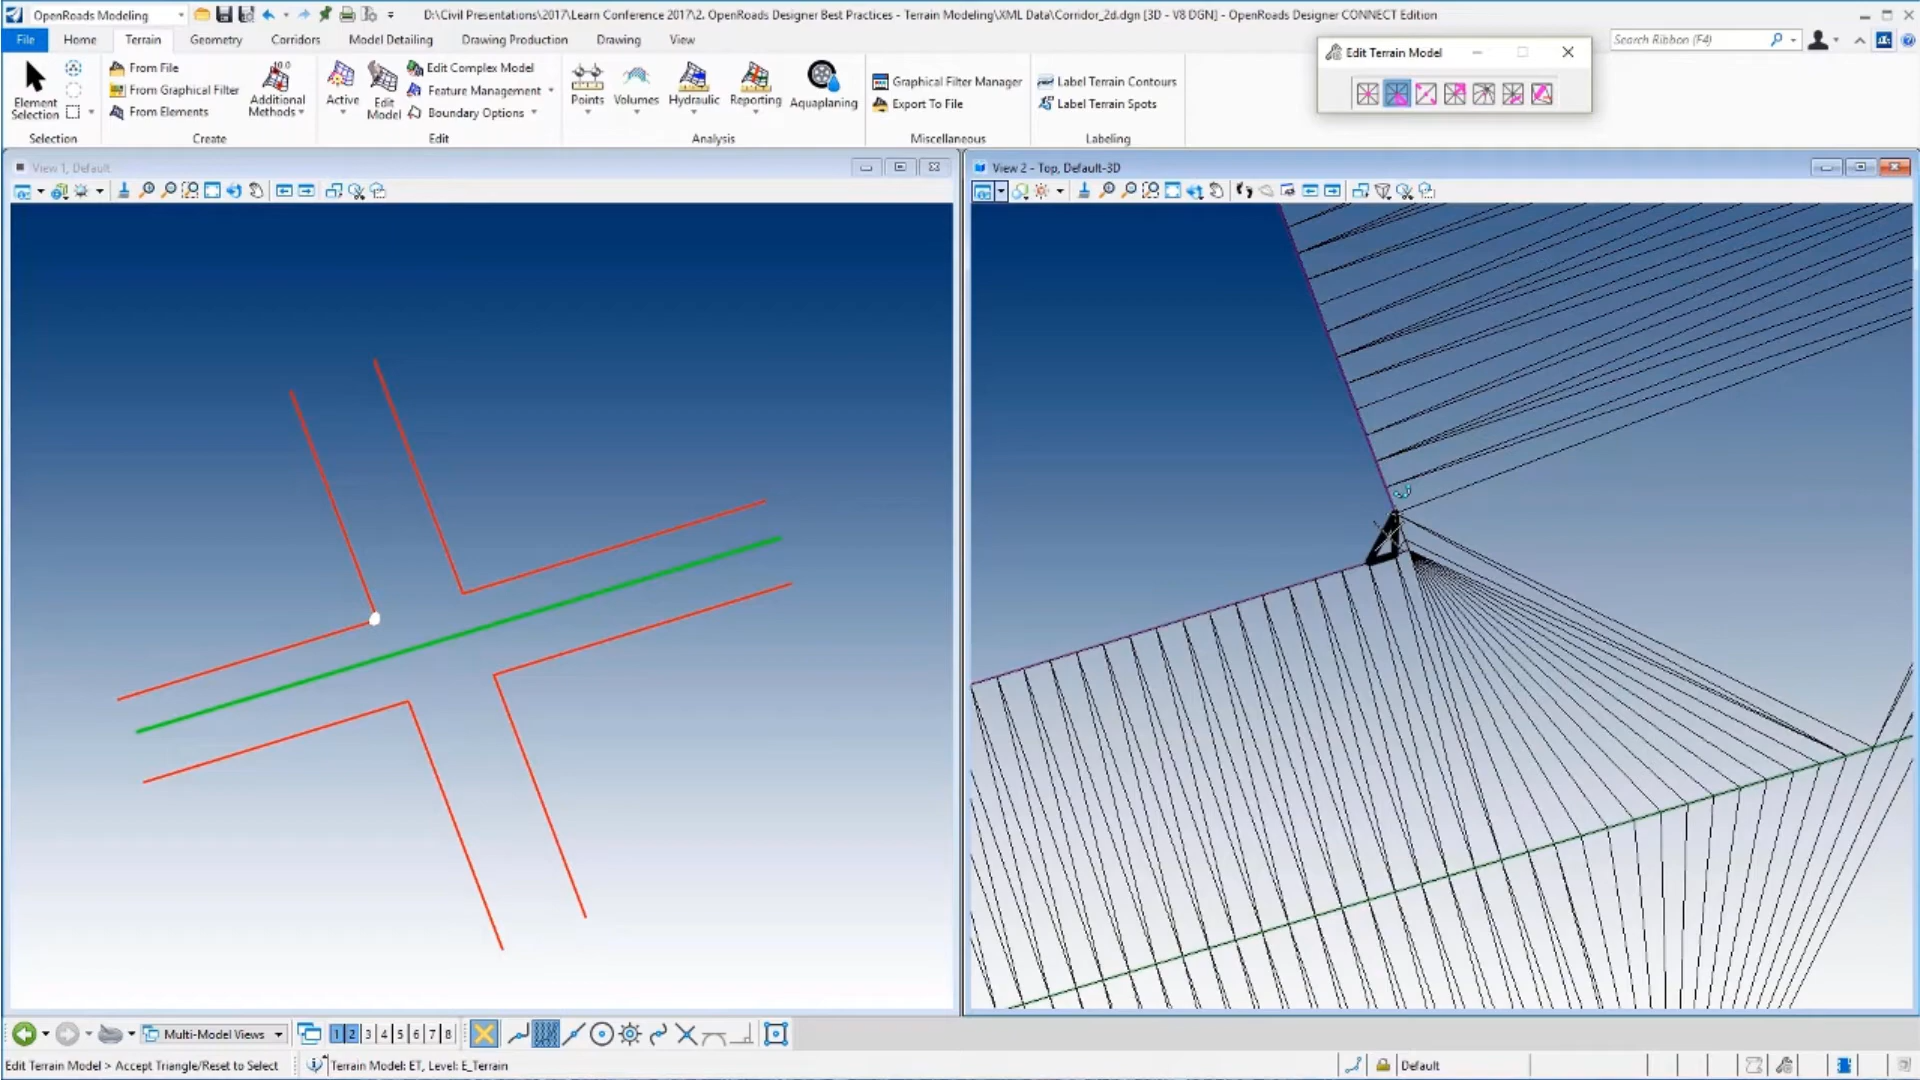 OpenRoads Modeling
D:\Civil Presentations\2017\Learn Conference 2017\2. OpenRoads Designer Best Practices - Terrain Modeling\XML Data\Corridor_2d.dgn [3D - V8 DGN] - OpenRoads Designer CONNECT Edition
File Home Terrain Geometry Corridors Model Detailing Drawing Production Drawing View
Search Ribbon (F4)
Edit Terrain Model
Element Selection
Selection
From File
From Graphical Filter
From Elements
10.0
Additional Methods
Create
Active
Edit Model
Edit Complex Model
Feature Management
Boundary Options
Edit
Points
Volumes
Hydraulic
Reporting
Aquaplaning
Analysis
Graphical Filter Manager
Export To File
Miscellaneous
Label Terrain Contours
Label Terrain Spots
Labeling
View 1, Default
View 2 - Top, Default-3D
Multi-Model Views
1 2 3 4 5 6 7 8
Edit Terrain Model > Accept Triangle/Reset to Select
Terrain Model: ET, Level: E_Terrain
Default